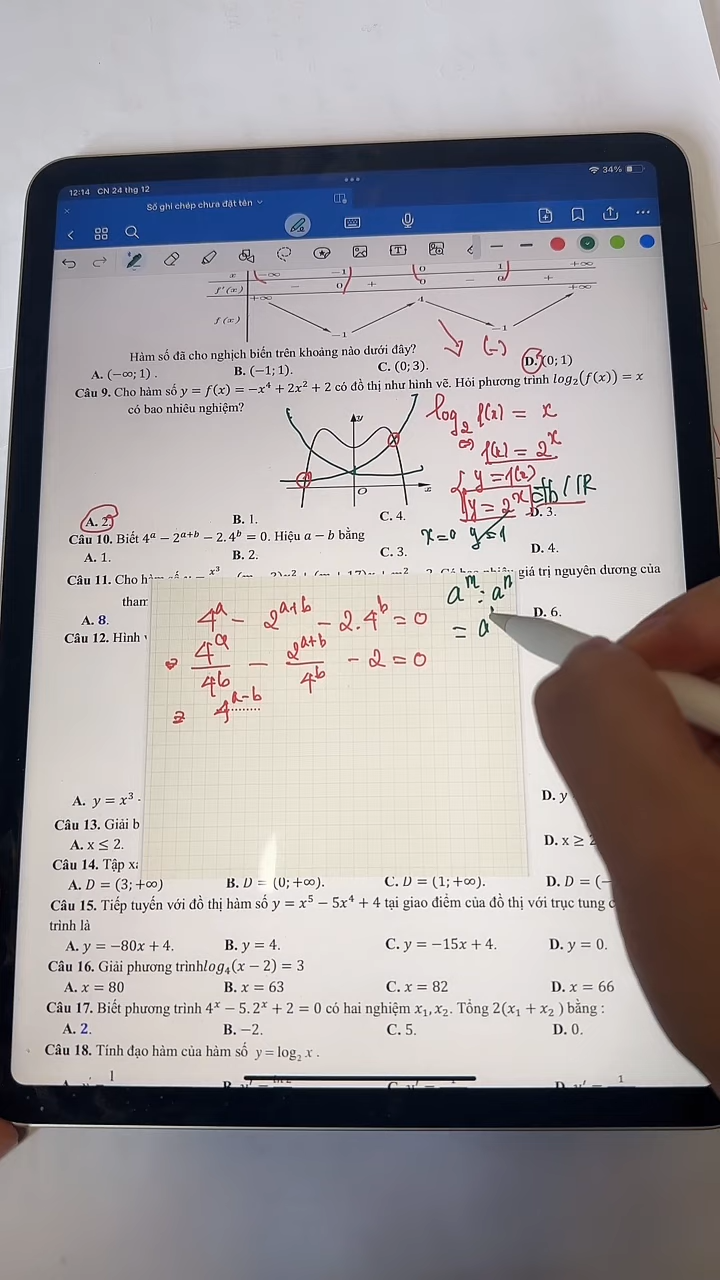 12:14 CN 24 thg 12
34%
Sổ ghi chép chưa đặt tên
x −∞ −1 0 1 +∞
f'(x) − 0 + 0 − 0 + +∞
+∞ 4
f(x)
−1 −1
(-)
Hàm số đã cho nghịch biến trên khoảng nào dưới đây?
A. (−∞; 1) . B. (−1; 1). C. (0; 3). D. (0; 1)
Câu 9. Cho hàm số y = f(x) = −x⁴ + 2x² + 2 có đồ thị như hình vẽ. Hỏi phương trình log₂(f(x)) = x
có bao nhiêu nghiệm?
y
O
x
log₂ f(x) = x
⇔ f(x) = 2ˣ
{ y = f(x)
y = 2ˣ đb / ℝ
x=0 y=1
A. 2 B. 1. C. 4. D. 3.
Câu 10. Biết 4ᵃ − 2ᵃ⁺ᵇ − 2. 4ᵇ = 0. Hiệu a − b bằng
A. 1. B. 2. C. 3. D. 4.
Câu 11. Cho giá trị nguyên dương của
tham
A. 8. D. 6.
Câu 12. Hình
4ᵃ - 2ᵃ⁺ᵇ - 2.4ᵇ = 0
⇔ 4ᵃ/4ᵇ - 2ᵃ⁺ᵇ/4ᵇ - 2 = 0
4ᵃ⁻ᵇ
aᵐ : aⁿ
= a
A. y = x³ D. y
Câu 13. Giải b
A. x ≤ 2. D. x ≥ 2
Câu 14. Tập x
A. D = (3; +∞) B. D = (0; +∞). C. D = (1; +∞). D. D = (−
Câu 15. Tiếp tuyến với đồ thị hàm số y = x⁵ − 5x⁴ + 4 tại giao điểm của đồ thị với trục tung
trình là
A. y = −80x + 4. B. y = 4. C. y = −15x + 4. D. y = 0.
Câu 16. Giải phương trìnhlog₄(x − 2) = 3
A. x = 80 B. x = 63 C. x = 82 D. x = 66
Câu 17. Biết phương trình 4ˣ − 5. 2ˣ + 2 = 0 có hai nghiệm x₁, x₂. Tổng 2(x₁ + x₂ ) bằng :
A. 2. B. −2. C. 5. D. 0.
Câu 18. Tính đạo hàm của hàm số y = log₂ x .